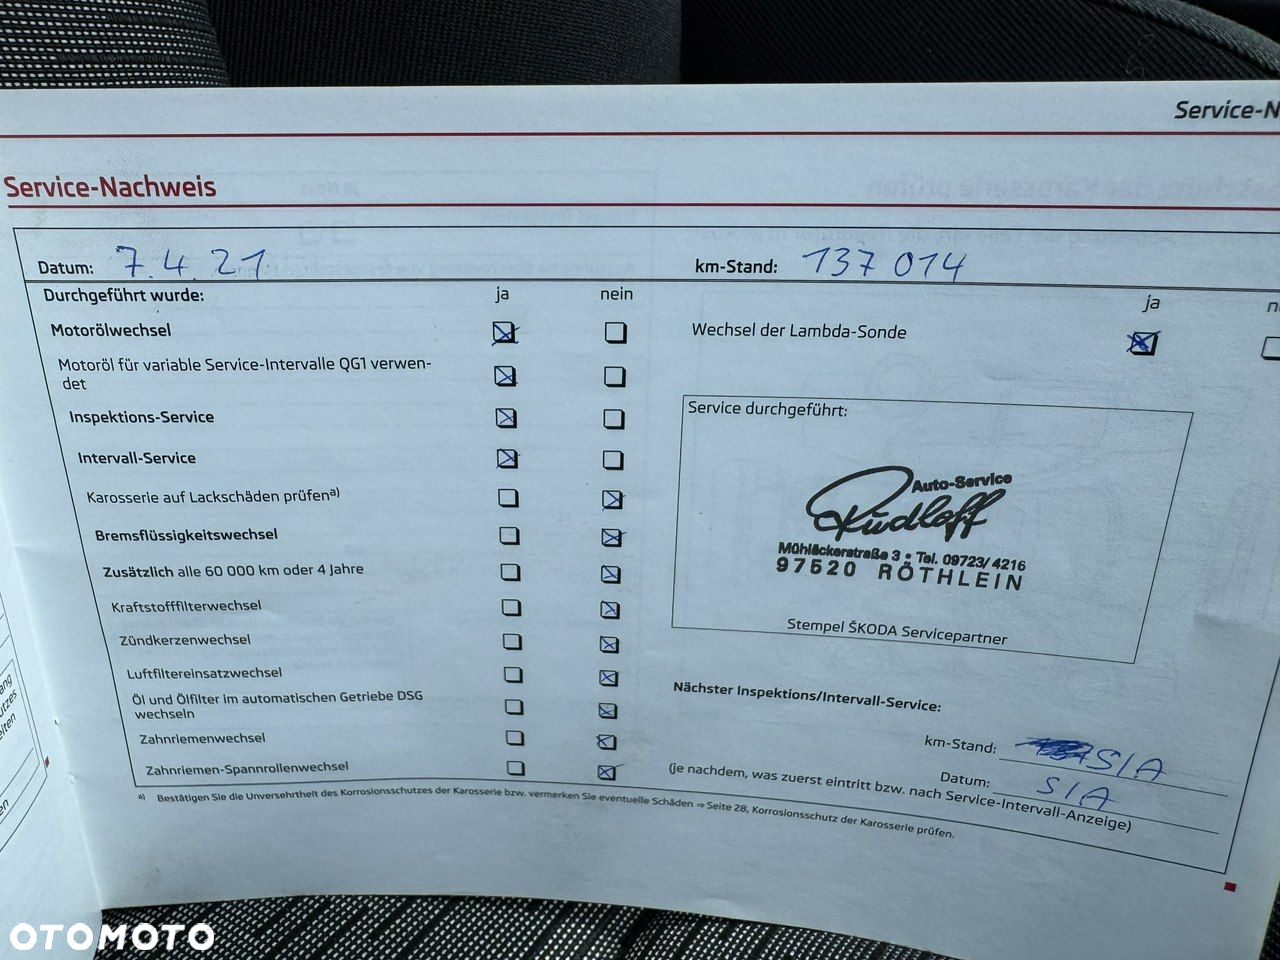 Service-N
Service-Nachweis
Datum: 7.4.21
km-Stand: 137 014
Durchgeführt wurde: ja nein
ja
Motorölwechsel
Wechsel der Lambda-Sonde
Motoröl für variable Service-Intervalle QG1 verwen-
det
Inspektions-Service
Intervall-Service
Karosserie auf Lackschäden prüfenᵃ⁾
Bremsflüssigkeitswechsel
Zusätzlich alle 60 000 km oder 4 Jahre
Kraftstofffilterwechsel
Zündkerzenwechsel
Luftfiltereinsatzwechsel
Öl und Ölfilter im automatischen Getriebe DSG
wechseln
Zahnriemenwechsel
Zahnriemen-Spannrollenwechsel
Service durchgeführt:
Auto-Service
Rudloff
Mühläckerstraße 3 • Tel. 09723/4216
97520 RÖTHLEIN
Stempel ŠKODA Servicepartner
Nächster Inspektions/Intervall-Service:
km-Stand: SIA
Datum: SIA
(je nachdem, was zuerst eintritt bzw. nach Service-Intervall-Anzeige)
ᵃ⁾ Bestätigen Sie die Unversehrtheit des Korrosionsschutzes der Karosserie bzw. vermerken Sie eventuelle Schäden ⇒ Seite 28, Korrosionsschutz der Karosserie prüfen.
OTOMOTO